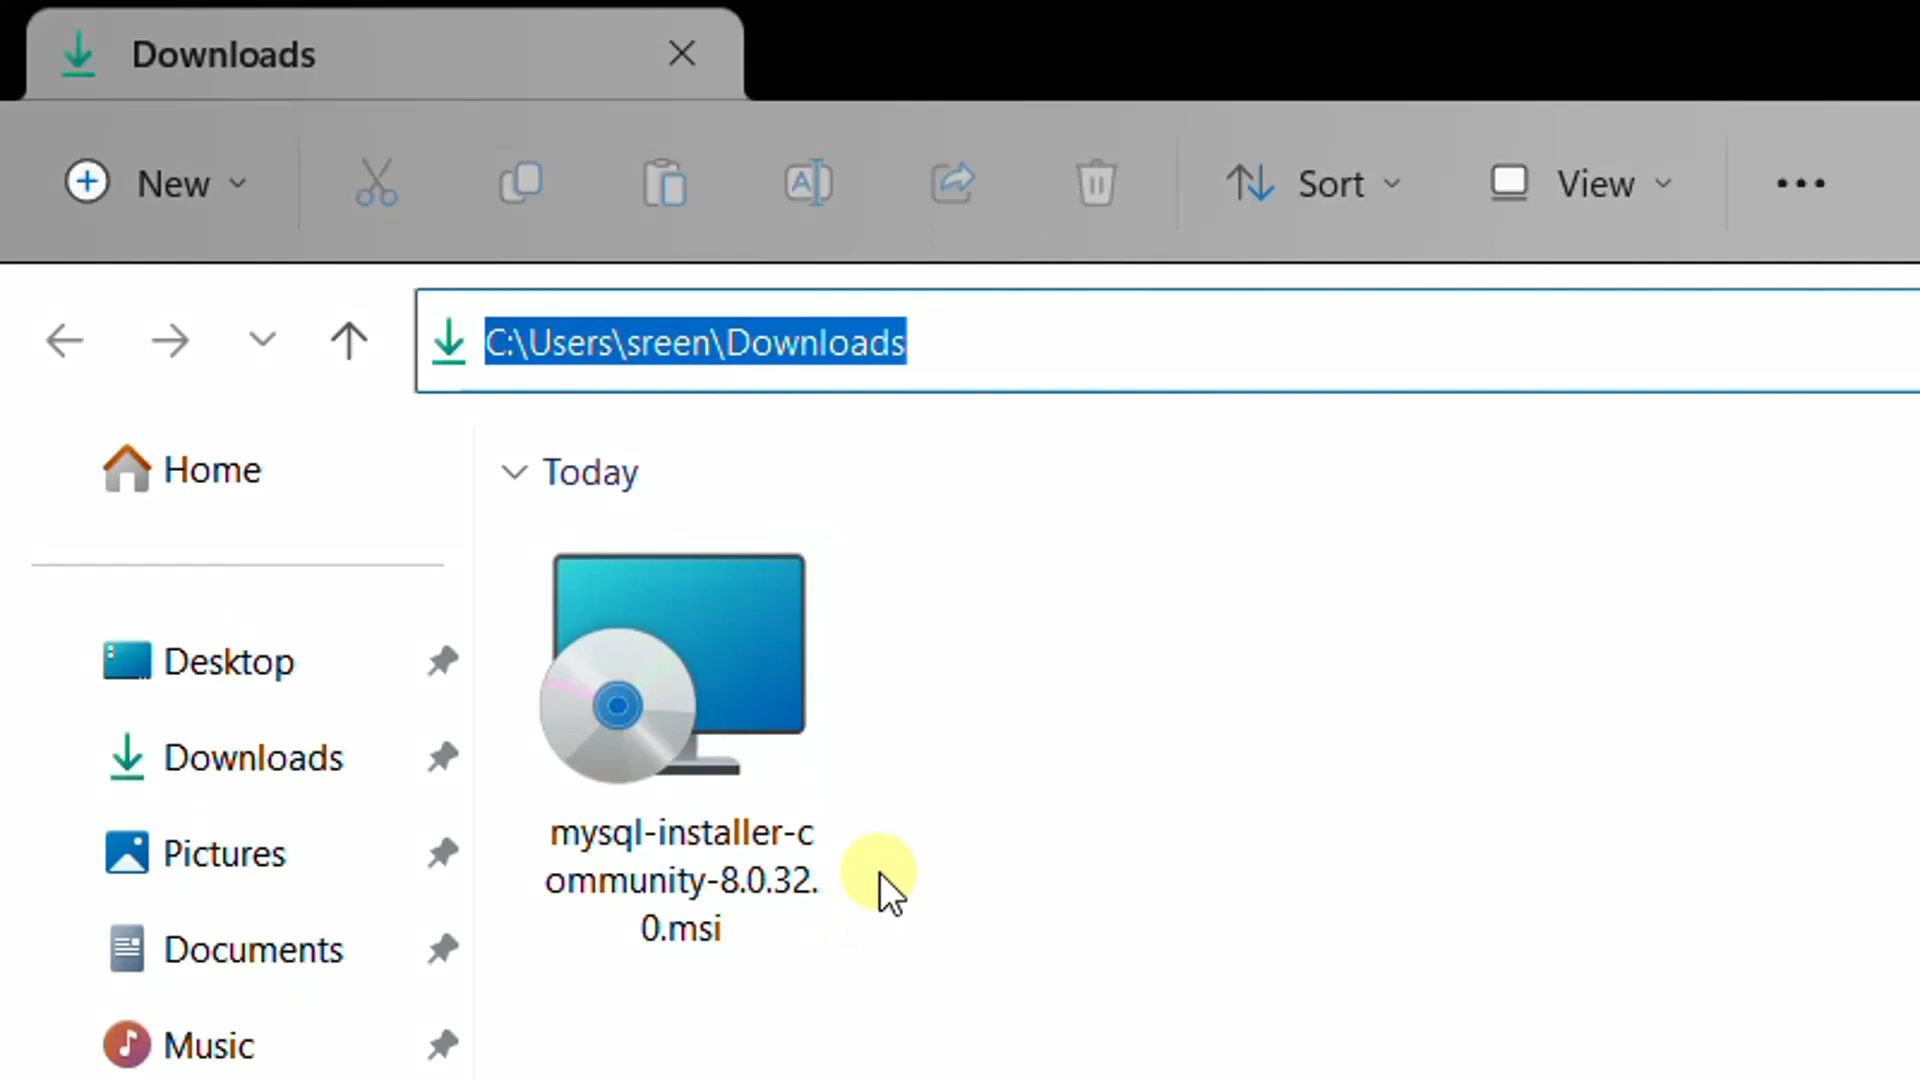 Downloads
New
Sort
View
C:\Users\sreen\Downloads
Home
Today
Desktop
Downloads
Pictures
Documents
Music
mysql-installer-c
ommunity-8.0.32.
0.msi